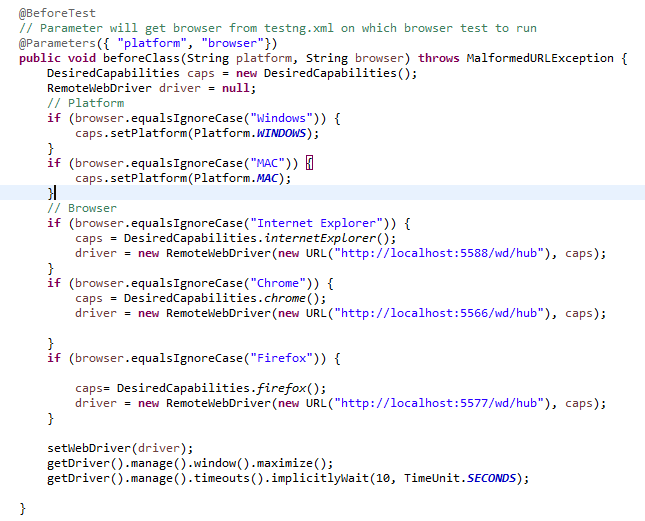 @BeforeTest
// Parameter will get browser from testng.xml on which browser test to run
@Parameters({ "platform", "browser"})
public void beforeClass(String platform, String browser) throws MalformedURLException {
DesiredCapabilities caps = new DesiredCapabilities();
RemoteWebDriver driver = null;
// Platform
if (browser.equalsIgnoreCase("Windows")) {
caps.setPlatform(Platform.WINDOWS);
}
if (browser.equalsIgnoreCase("MAC")) {
caps.setPlatform(Platform.MAC);
}
// Browser
if (browser.equalsIgnoreCase("Internet Explorer")) {
caps = DesiredCapabilities.internetExplorer();
driver = new RemoteWebDriver(new URL("http://localhost:5588/wd/hub"), caps);
}
if (browser.equalsIgnoreCase("Chrome")) {
caps = DesiredCapabilities.chrome();
driver = new RemoteWebDriver(new URL("http://localhost:5566/wd/hub"), caps);
}
if (browser.equalsIgnoreCase("Firefox")) {
caps= DesiredCapabilities.firefox();
driver = new RemoteWebDriver(new URL("http://localhost:5577/wd/hub"), caps);
}
setWebDriver(driver);
getDriver().manage().window().maximize();
getDriver().manage().timeouts().implicitlyWait(10, TimeUnit.SECONDS);
}